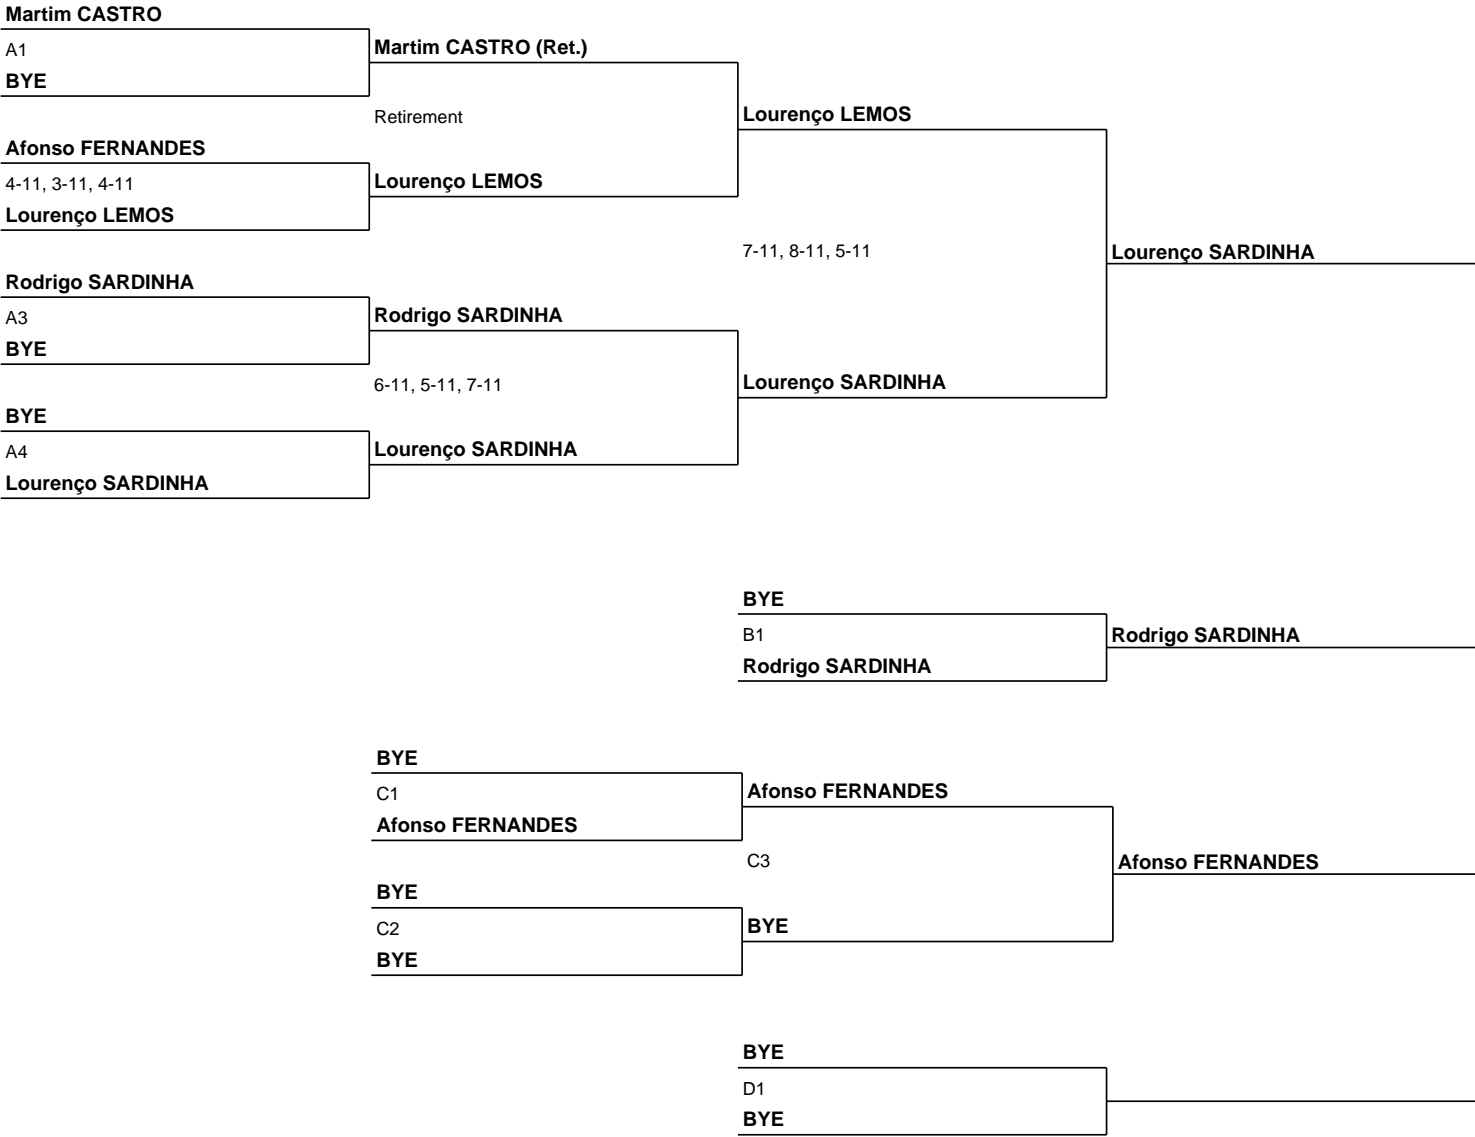 Martim CASTRO
A1
Martim CASTRO (Ret.)
BYE
Retirement
Lourenço LEMOS
Afonso FERNANDES
4-11, 3-11, 4-11
Lourenço LEMOS
Lourenço LEMOS
7-11, 8-11, 5-11
Lourenço SARDINHA
Rodrigo SARDINHA
A3
Rodrigo SARDINHA
BYE
6-11, 5-11, 7-11
Lourenço SARDINHA
BYE
A4
Lourenço SARDINHA
Lourenço SARDINHA
BYE
B1
Rodrigo SARDINHA
Rodrigo SARDINHA
BYE
C1
Afonso FERNANDES
Afonso FERNANDES
C3
Afonso FERNANDES
BYE
C2
BYE
BYE
BYE
D1
BYE